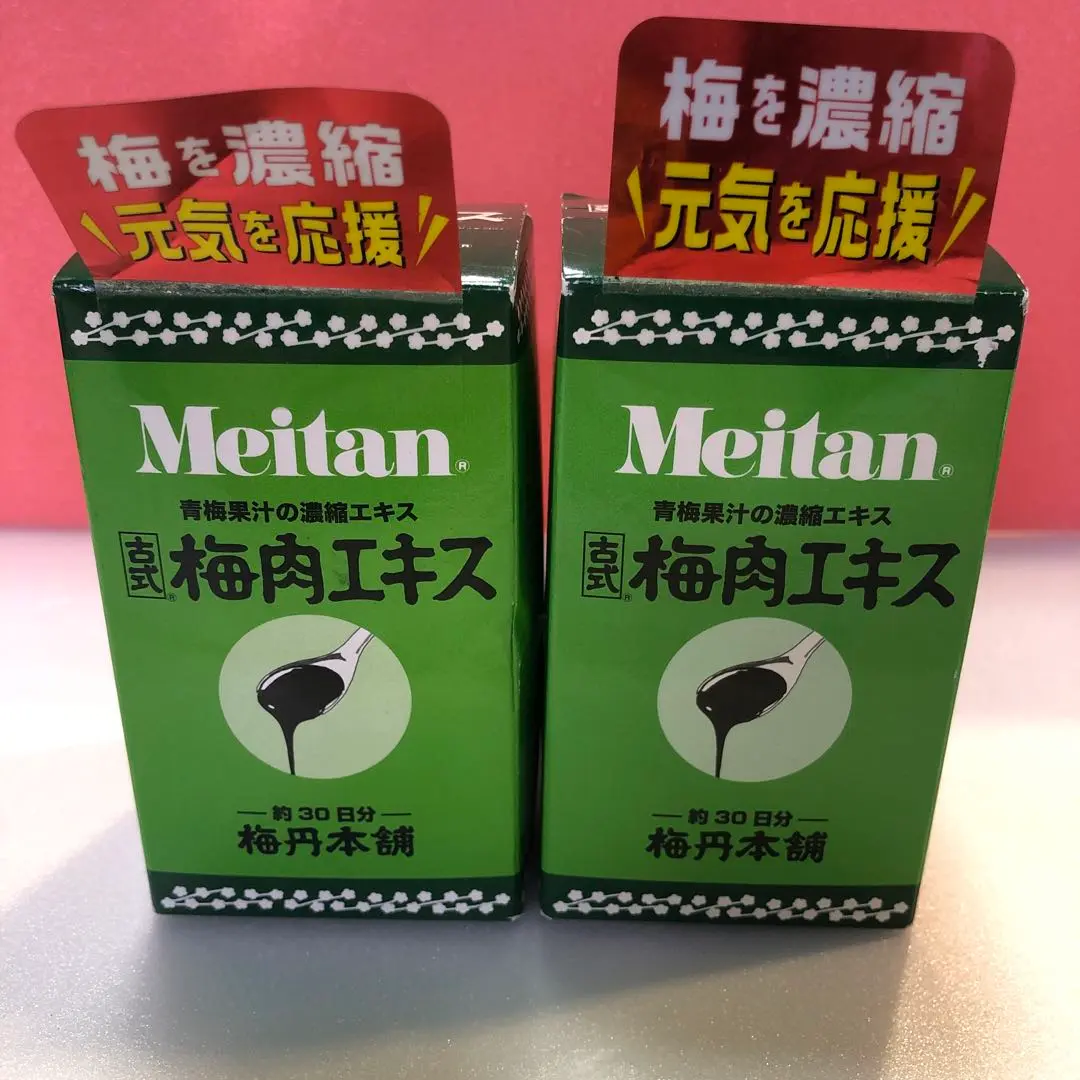 梅を濃縮
元気を応援
Meitan®
青梅果汁の濃縮エキス
古式® 梅肉エキス
約30日分
梅丹本舗
梅を濃縮
元気を応援
Meitan®
青梅果汁の濃縮エキス
古式® 梅肉エキス
約30日分
梅丹本舗